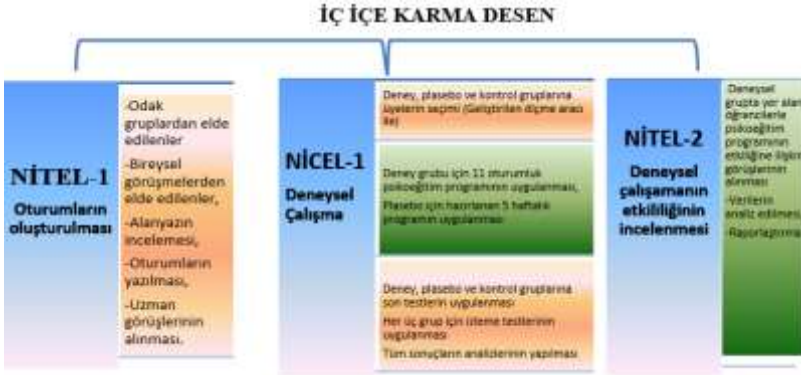 İÇ İÇE KARMA DESEN
NİTEL-1
Oturumların
oluşturulması
-Odak
gruplardan elde
edilenler
-Bireysel
görüşmelerden
elde edilenler,
-Alanyazın
incelemesi,
-Oturumların
yazılması,
-Uzman
görüşlerinin
alınması.
NİCEL-1
Deneysel
Çalışma
Deney, plasebo ve kontrol gruplarına
üyelerin seçimi (Geliştirilen ölçme aracı
ile)
Deney grubu için 11 oturumluk
psikoeğitim programının uygulanması,
Plasebo için hazırlanan 5 haftalık
programın uygulanması
Deney, plasebo ve kontrol gruplarına
son testlerin uygulanması
Her üç grup için izleme testlerinin
uygulanması
Tüm sonuçların analizlerinin yapılması
NİTEL-2
Deneysel
çalışamanın
etkililiğinin
incelenmesi
-Deneysel
grupta yer alan
öğrencilerle
psikoeğitim
programının
etkiliğine ilişkin
görüşlerinin
alınması
-Verilerin
analiz edilmesi
-Raporlaştırma